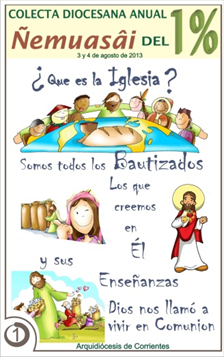 COLECTA DIOCESANA ANUAL
Ñemuasâi DEL 1%
3 y 4 de agosto de 2013
¿Que es la Iglesia?
Somos todos los Bautizados
Los que
creemos
en
Él
y sus
Enseñanzas
Dios nos llamó a
vivir en Comunion
1
Arquidiócesis de Corrientes